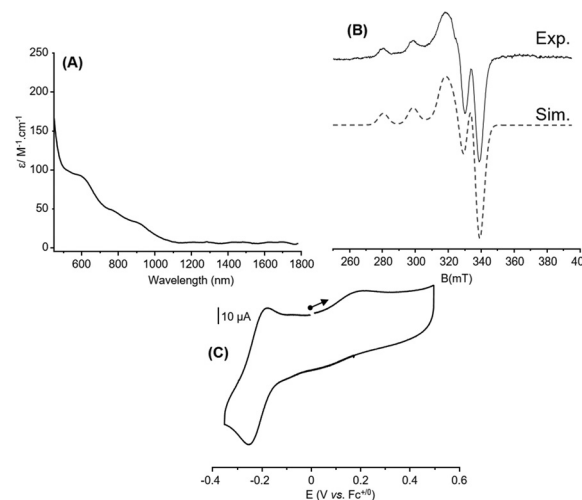 (A)
ε/ M⁻¹.cm⁻¹
250
200
150
100
50
0
600 800 1000 1200 1400 1600 1800
Wavelength (nm)
(B)
Exp.
Sim.
260 280 300 320 340 360 380 40
B(mT)
10 µA
(C)
-0.4 -0.2 0 0.2 0.4 0.6
E (V vs. Fc⁺ᐟ⁰)